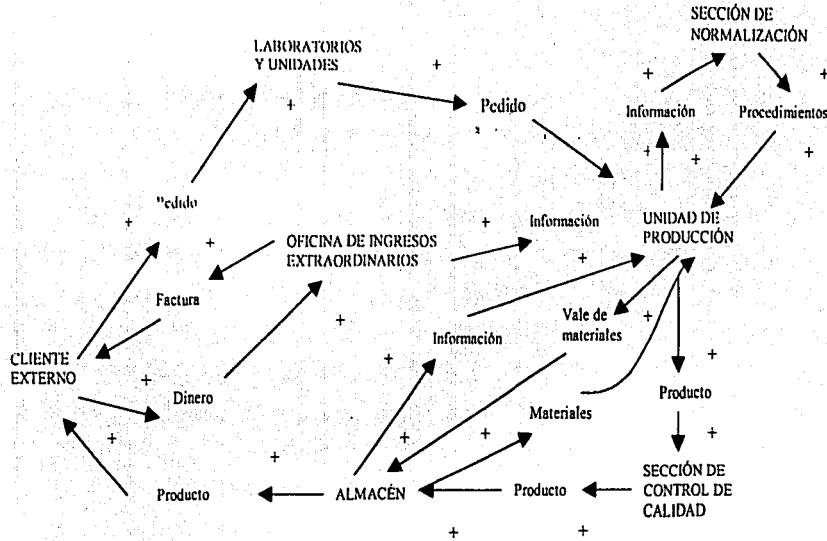 SECCIÓN DE
NORMALIZACIÓN
LABORATORIOS
Y UNIDADES
+
+
+
+
Pedido
Información
Procedimientos
+
+
+
Pedido
+
+
+
Información
UNIDAD DE
PRODUCCIÓN
OFICINA DE INGRESOS
EXTRAORDINARIOS
+
Factura
+
Vale de
materiales
+
+
Información
+
+
CLIENTE
EXTERNO
+
Dinero
Materiales
Producto
+
+
+
+
+
SECCIÓN DE
CONTROL DE
CALIDAD
Producto
ALMACÉN
Producto
+
+